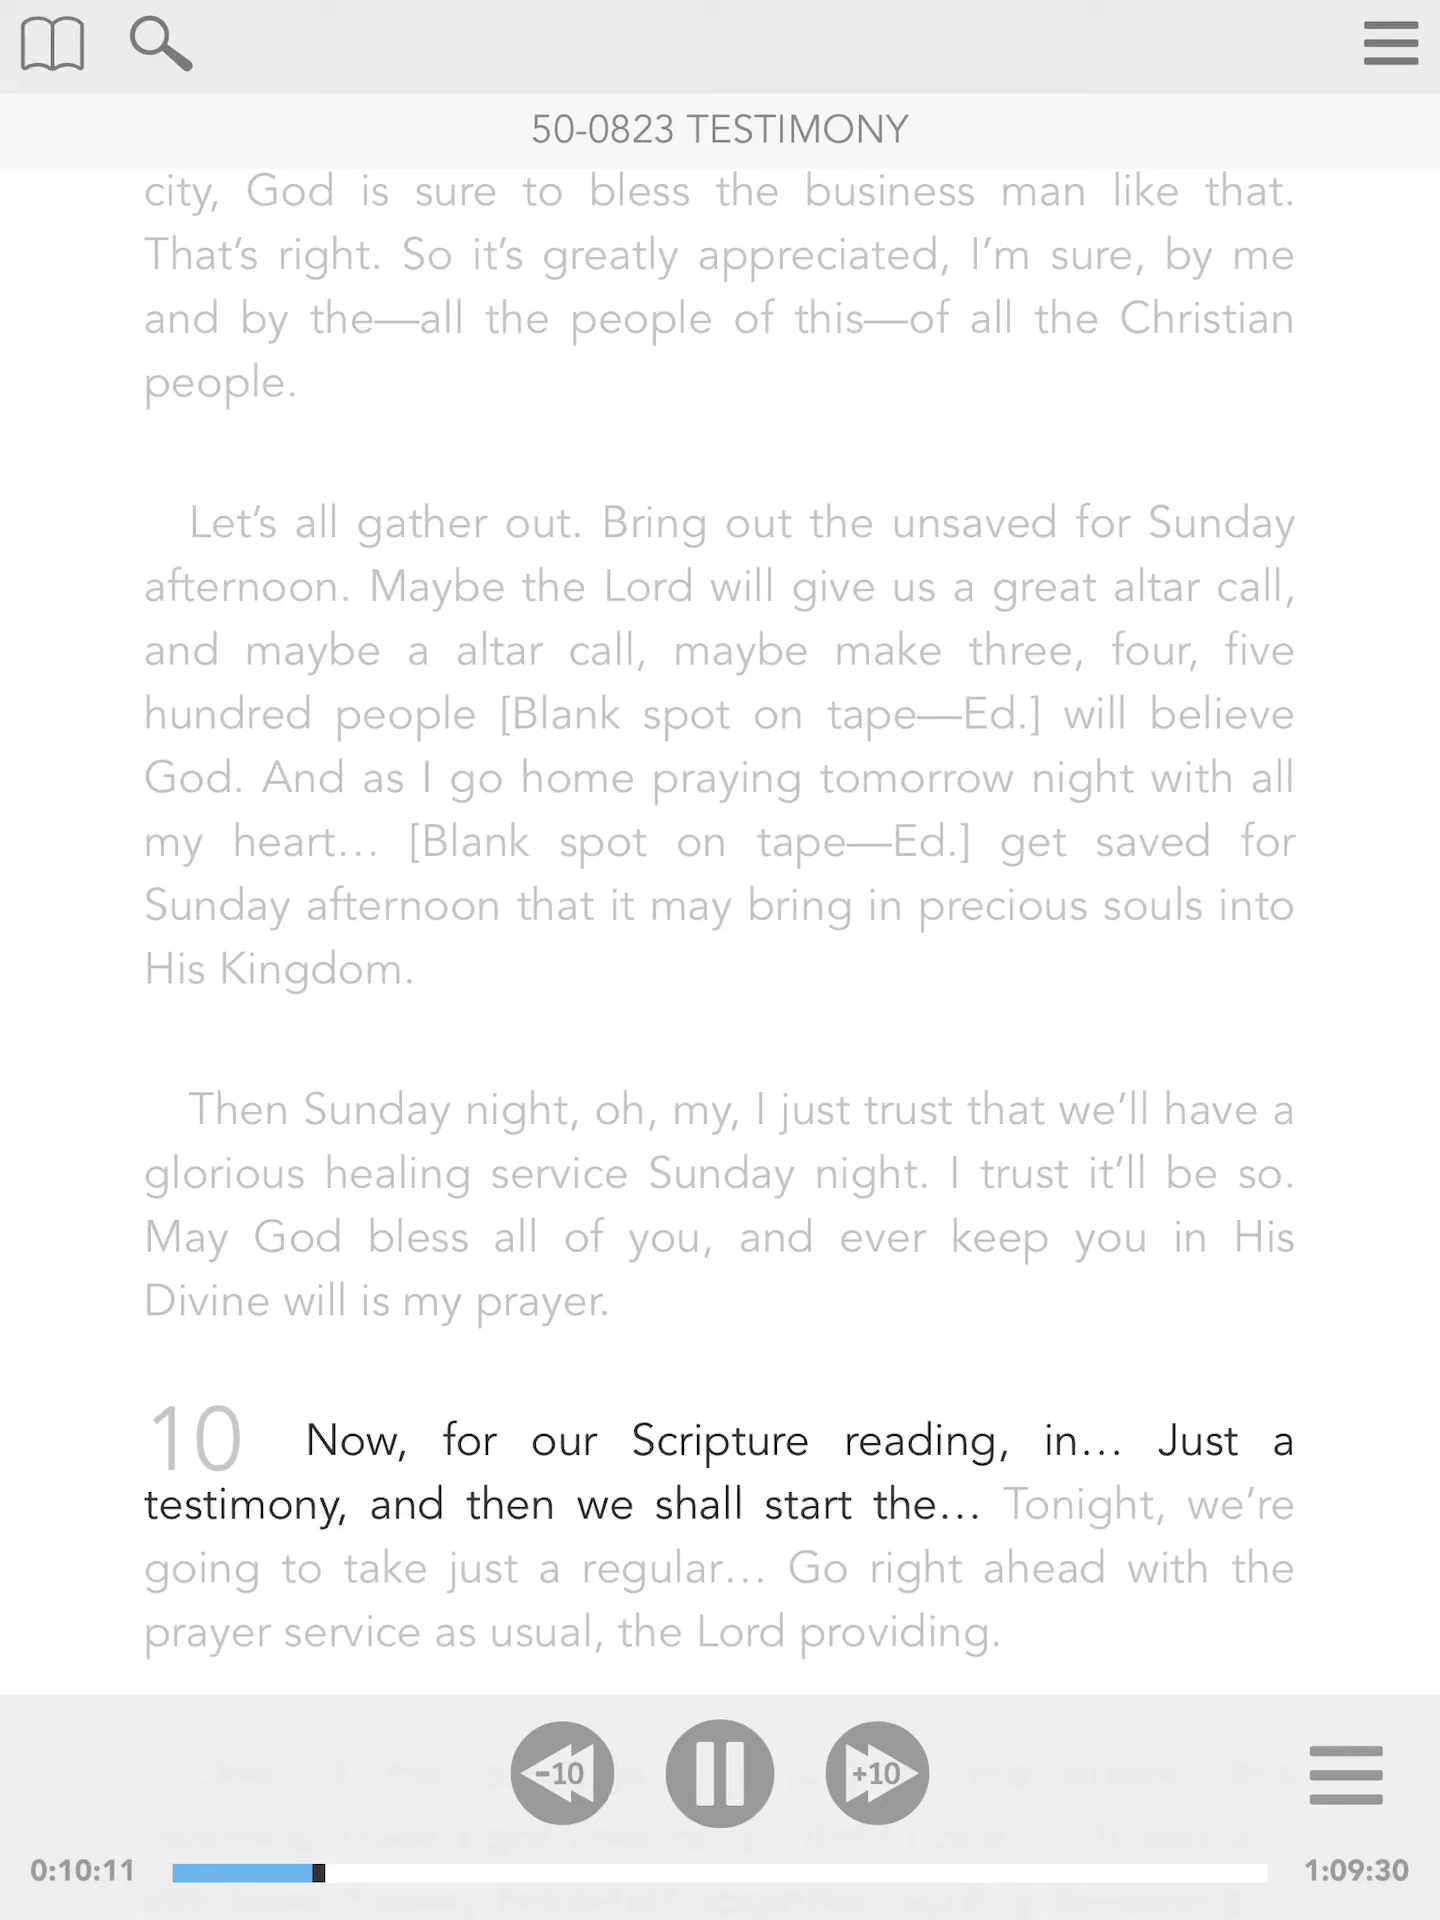 50-0823 TESTIMONY
city, God is sure to bless the business man like that.
That’s right. So it’s greatly appreciated, I’m sure, by me
and by the—all the people of this—of all the Christian
people.
Let’s all gather out. Bring out the unsaved for Sunday
afternoon. Maybe the Lord will give us a great altar call,
and maybe a altar call, maybe make three, four, five
hundred people [Blank spot on tape—Ed.] will believe
God. And as I go home praying tomorrow night with all
my heart… [Blank spot on tape—Ed.] get saved for
Sunday afternoon that it may bring in precious souls into
His Kingdom.
Then Sunday night, oh, my, I just trust that we’ll have a
glorious healing service Sunday night. I trust it’ll be so.
May God bless all of you, and ever keep you in His
Divine will is my prayer.
10 Now, for our Scripture reading, in… Just a
testimony, and then we shall start the… Tonight, we’re
going to take just a regular… Go right ahead with the
prayer service as usual, the Lord providing.
-10 +10
0:10:11 1:09:30